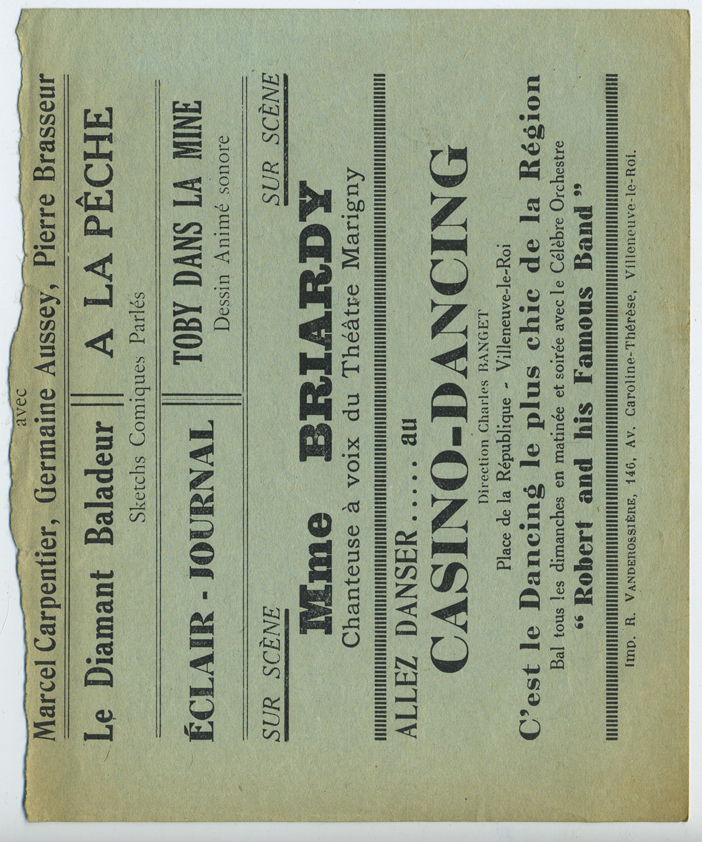 avec
Marcel Carpentier, Germaine Aussey, Pierre Brasseur
Le Diamant Baladeur
A LA PÊCHE
Sketchs Comiques Parlés
ÉCLAIR - JOURNAL
TOBY DANS LA MINE
Dessin Animé sonore
SUR SCÈNE
SUR SCÈNE
Mme BRIARDY
Chanteuse à voix du Théâtre Marigny
ALLEZ DANSER..... au
CASINO-DANCING
Direction Charles BANGET
Place de la République - Villeneuve-le-Roi
C'est le Dancing le plus chic de la Région
Bal tous les dimanches en matinée et soirée avec le Célèbre Orchestre
“ Robert and his Famous Band ”
Imp. R. VANDEROSSIÈRE, 146, Av. Caroline-Thérèse, Villeneuve-le-Roi.